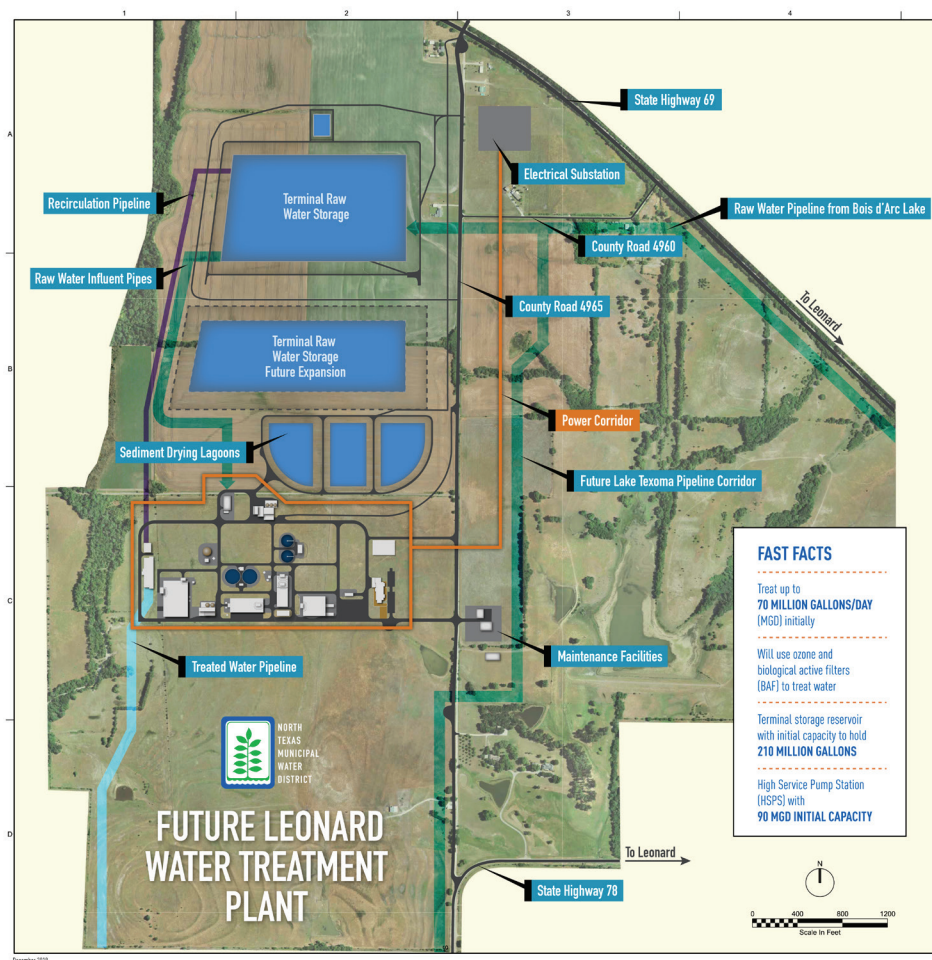 1
2
3
4
A
B
C
D
State Highway 69
Electrical Substation
Terminal Raw
Water Storage
Recirculation Pipeline
Raw Water Pipeline from Bois d'Arc Lake
County Road 4960
Raw Water Influent Pipes
County Road 4965
To Leonard
Terminal Raw
Water Storage
Future Expansion
Power Corridor
Sediment Drying Lagoons
Future Lake Texoma Pipeline Corridor
Maintenance Facilities
Treated Water Pipeline
NORTH
TEXAS
MUNICIPAL
WATER
DISTRICT
FUTURE LEONARD
WATER TREATMENT
PLANT
FAST FACTS
Treat up to
70 MILLION GALLONS/DAY
(MGD) initially
Will use ozone and
biological active filters
(BAF) to treat water
Terminal storage reservoir
with initial capacity to hold
210 MILLION GALLONS
High Service Pump Station
(HSPS) with
90 MGD INITIAL CAPACITY
To Leonard
State Highway 78
N
0 400 800 1200
Scale In Feet